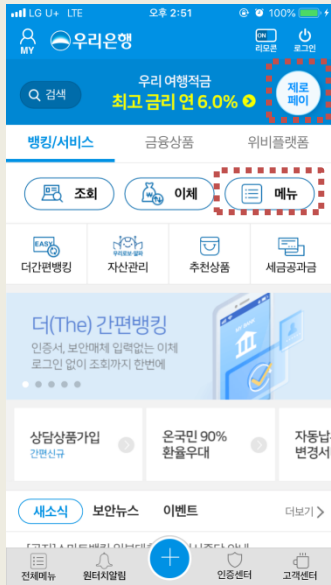 LG U+ LTE 오후 2:51 100%
MY
우리은행
ON
리모콘
로그인
검색
우리 여행적금
최고 금리 연 6.0%
제로
페이
뱅킹/서비스 금융상품 위비플랫폼
조회 이체 메뉴
EASY
더간편뱅킹 자산관리 추천상품 세금공과금
더(The) 간편뱅킹
인증서, 보안매체 입력없는 이체
로그인 없이 조회까지 한번에
상담상품가입
간편신규
온국민 90%
환율우대
자동납
변경서
새소식 보안뉴스 이벤트 더보기
전체메뉴 원터치알림 인증센터 고객센터